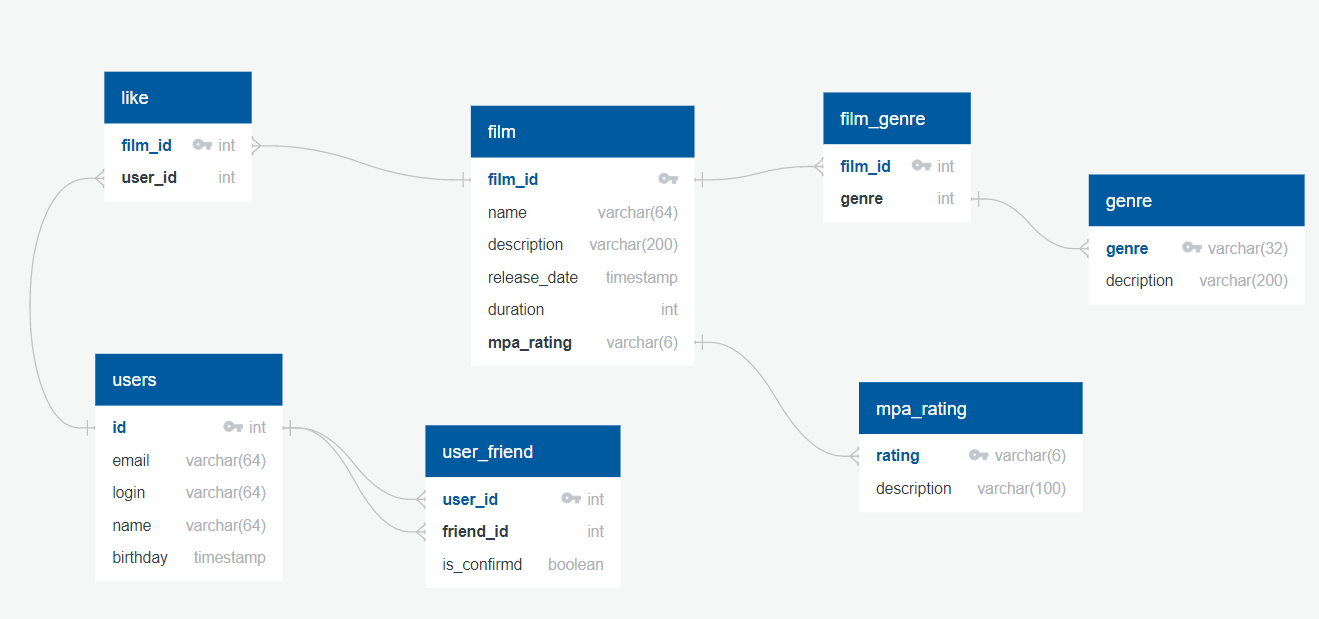 like
film_id int
user_id int
film
film_id
name varchar(64)
description varchar(200)
release_date timestamp
duration int
mpa_rating varchar(6)
film_genre
film_id int
genre int
genre
genre varchar(32)
decription varchar(200)
users
id int
email varchar(64)
login varchar(64)
name varchar(64)
birthday timestamp
user_friend
user_id int
friend_id int
is_confirmd boolean
mpa_rating
rating varchar(6)
description varchar(100)